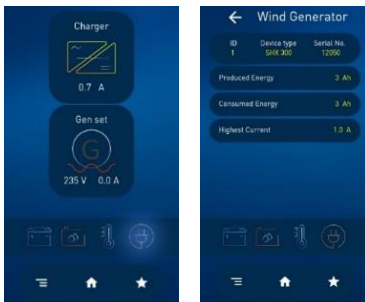 Charger
0.7 A
Gen set
G
235 V 0.0 A
Wind Generator
ID Device type Serial No.
1 SHX 300 12050
Produced Energy 3 Ah
Consumed Energy 3 Ah
Highest Current 1.0 A